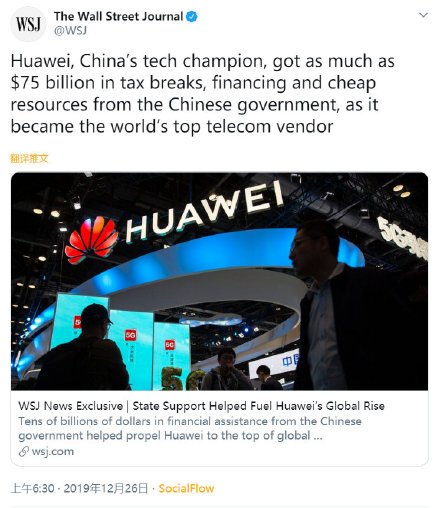 WSJ
The Wall Street Journal
@WSJ
Huawei, China's tech champion, got as much as
$75 billion in tax breaks, financing and cheap
resources from the Chinese government, as it
became the world's top telecom vendor
翻译推文
HUAWEI
5G
5G
5G
中国
WSJ News Exclusive | State Support Helped Fuel Huawei's Global Rise
Tens of billions of dollars in financial assistance from the Chinese
government helped propel Huawei to the top of global ...
wsj.com
上午6:30 · 2019年12月26日 · SocialFlow